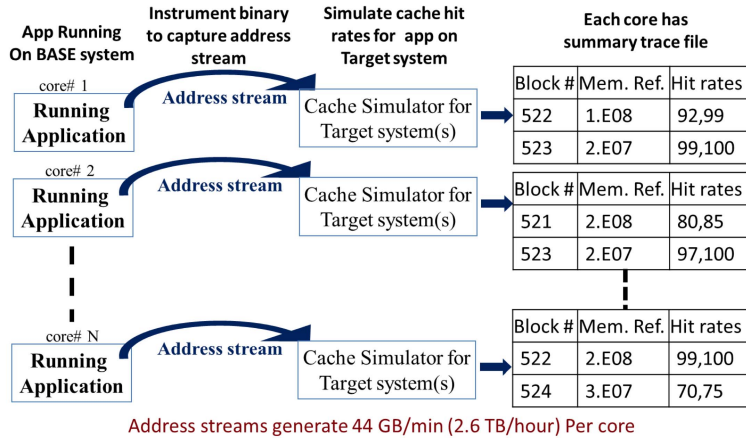 App Running
On BASE system
Instrument binary
to capture address
stream
Simulate cache hit
rates for app on
Target system
Each core has
summary trace file
core# 1
Running
Application
Address stream
Cache Simulator for
Target system(s)
Block # Mem. Ref. Hit rates
522 1.E08 92,99
523 2.E07 99,100
core# 2
Running
Application
Address stream
Cache Simulator for
Target system(s)
Block # Mem. Ref. Hit rates
521 2.E08 80,85
523 2.E07 97,100
core# N
Running
Application
Address stream
Cache Simulator for
Target system(s)
Block # Mem. Ref. Hit rates
522 2.E08 99,100
524 3.E07 70,75
Address streams generate 44 GB/min (2.6 TB/hour) Per core